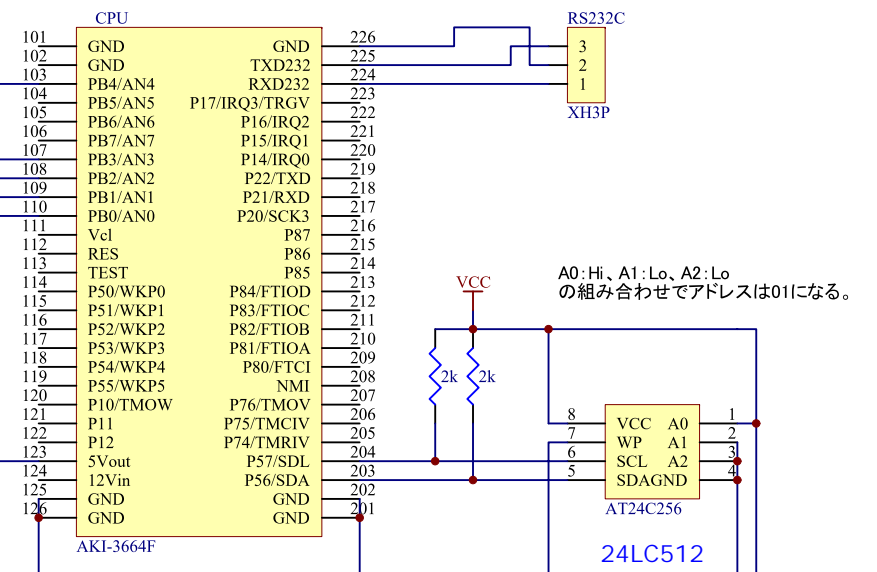 CPU
RS232C
101 GND GND 226 3
102 GND TXD232 225 2
103 PB4/AN4 RXD232 224 1
104 PB5/AN5 P17/IRQ3/TRGV 223
XH3P
105 PB6/AN6 P16/IRQ2 222
106 PB7/AN7 P15/IRQ1 221
107 PB3/AN3 P14/IRQ0 220
108 PB2/AN2 P22/TXD 219
109 PB1/AN1 P21/RXD 218
110 PB0/AN0 P20/SCK3 217
111 Vcl P87 216
112 RES P86 215
113 TEST P85 214
A0:Hi、A1:Lo、A2:Lo
の組み合わせでアドレスは01になる。
VCC
114 P50/WKP0 P84/FTIOD 213
115 P51/WKP1 P83/FTIOC 212
116 P52/WKP2 P82/FTIOB 211
117 P53/WKP3 P81/FTIOA 210
118 P54/WKP4 P80/FTCI 209
119 P55/WKP5 NMI 208 2k 2k
120 P10/TMOW P76/TMOV 207
121 P11 P75/TMCIV 206 8 VCC A0 1
122 P12 P74/TMRIV 205 7 WP A1 2
123 5Vout P57/SDL 204 6 SCL A2 3
124 12Vin P56/SDA 203 5 SDAGND 4
125 GND GND 202
126 GND GND 201
AT24C256
AKI-3664F
24LC512